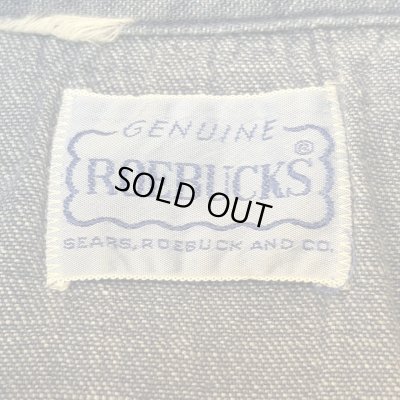 GENUINE
ROEBUCKS®
SOLD OUT
SEARS, ROEBUCK AND CO.